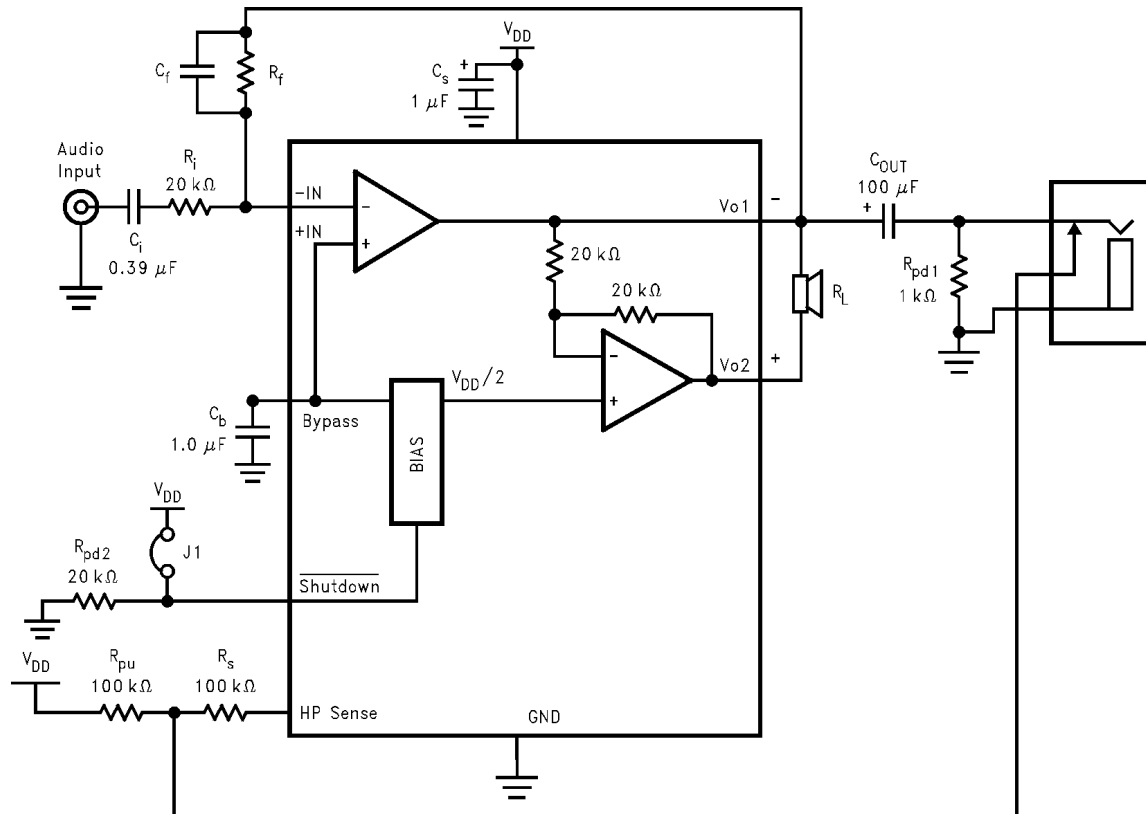 V_DD
C_f
R_f
C_s
+
1 μF
Audio
Input
R_i
20 kΩ
C_i
0.39 μF
-IN
+IN
-
+
Vo1
-
C_OUT
100 μF
+
20 kΩ
20 kΩ
R_L
R_pd1
1 kΩ
-
+
Vo2
+
V_DD/2
C_b
1.0 μF
Bypass
BIAS
V_DD
J1
R_pd2
20 kΩ
Shutdown
V_DD
R_pu
100 kΩ
R_s
100 kΩ
HP Sense
GND